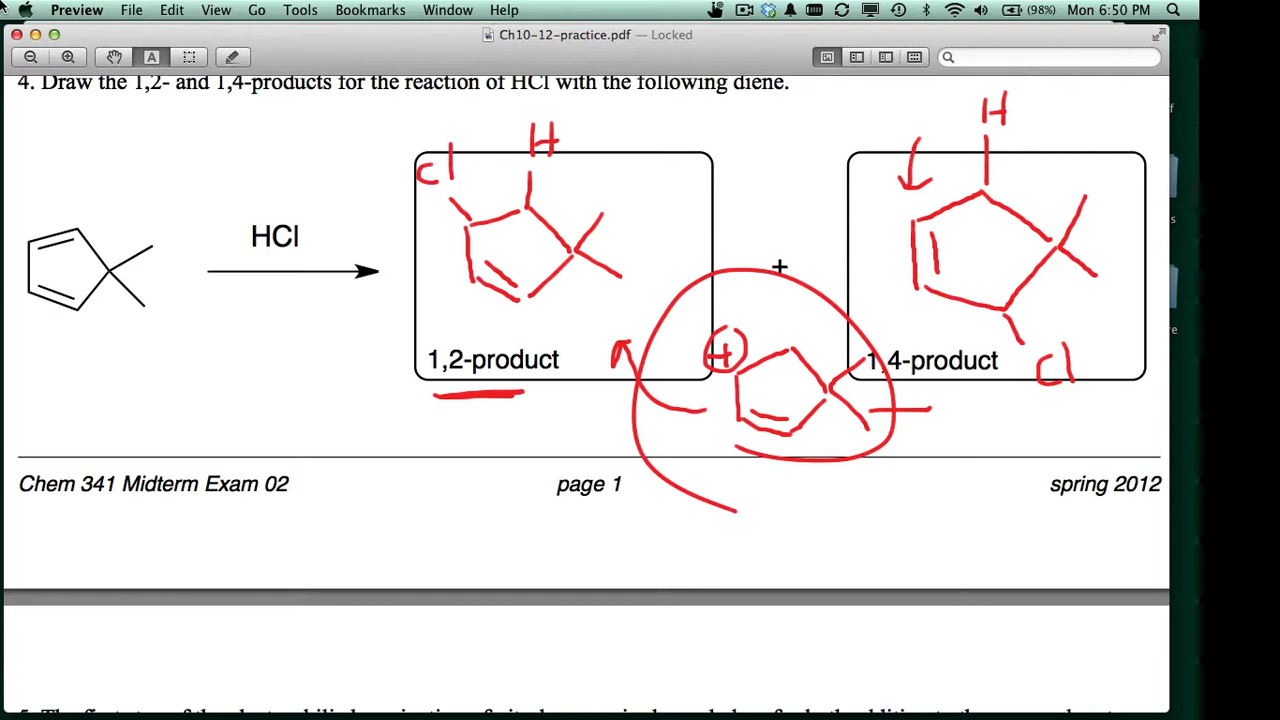 Preview File Edit View Go Tools Bookmarks Window Help (98%) Mon 6:50 PM
Ch10-12-practice.pdf — Locked
4. Draw the 1,2- and 1,4-products for the reaction of HCl with the following diene.
H
H
Cl
HCl
+
+
1,2-product
1,4-product
Cl
Chem 341 Midterm Exam 02 page 1 spring 2012